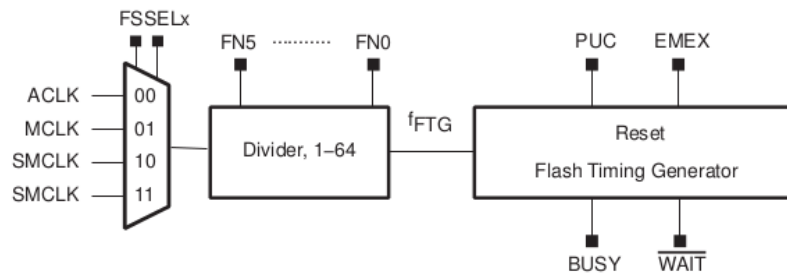 FSSELx
FN5 ........... FN0
PUC EMEX
ACLK 00
MCLK 01
SMCLK 10
SMCLK 11
Divider, 1–64
fFTG
Reset
Flash Timing Generator
BUSY WAIT